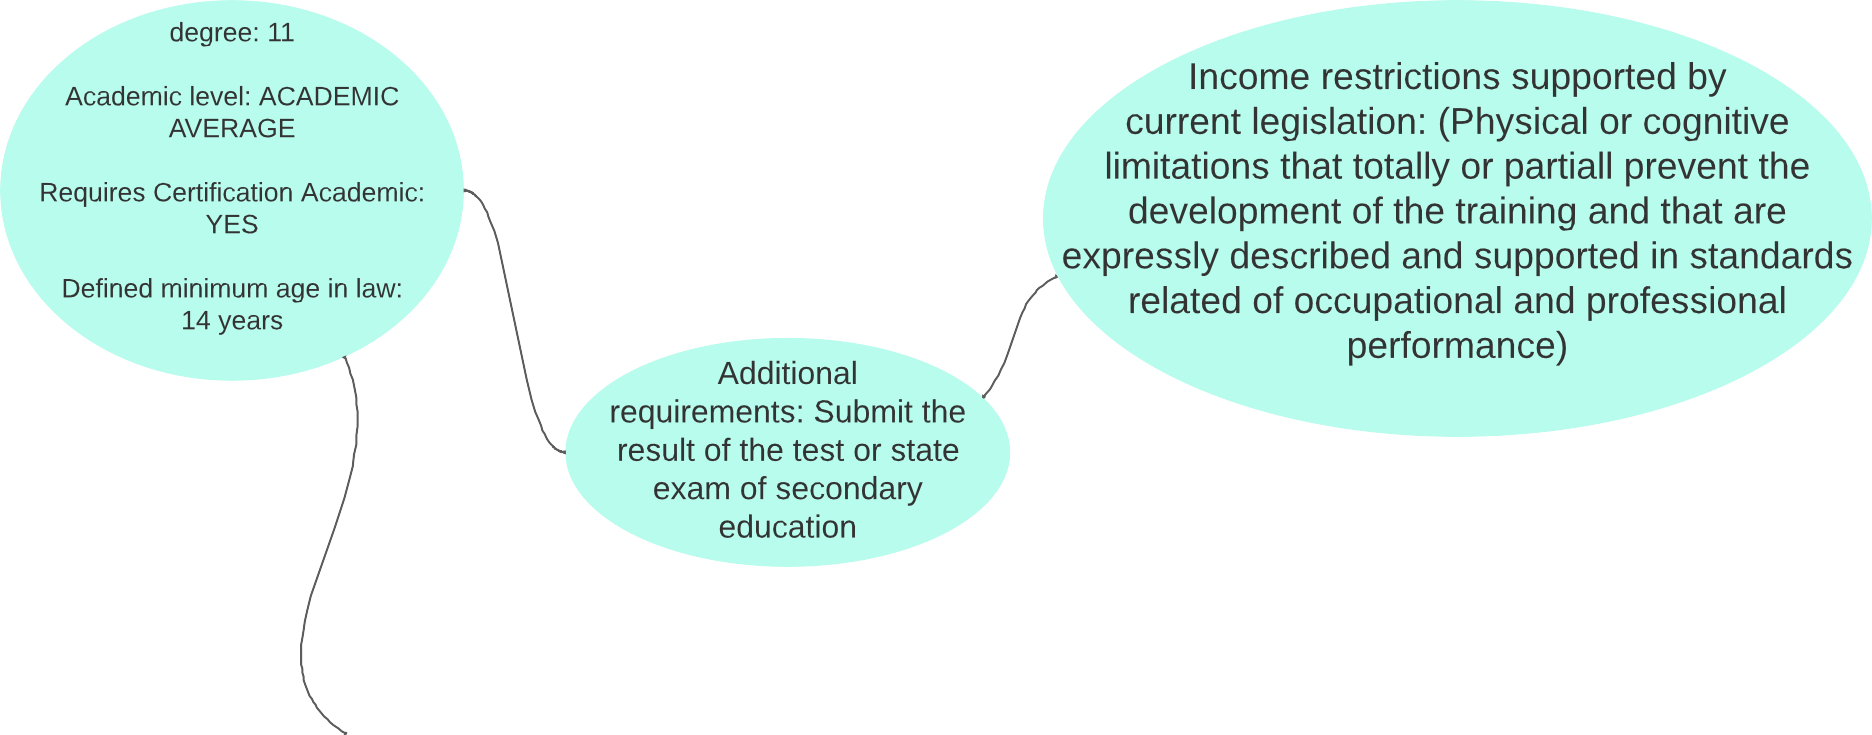 degree: 11
Academic level: ACADEMIC
AVERAGE
Requires Certification Academic:
YES
Defined minimum age in law:
14 years
Additional
requirements: Submit the
result of the test or state
exam of secondary
education
Income restrictions supported by
current legislation: (Physical or cognitive
limitations that totally or partiall prevent the
development of the training and that are
expressly described and supported in standards
related of occupational and professional
performance)